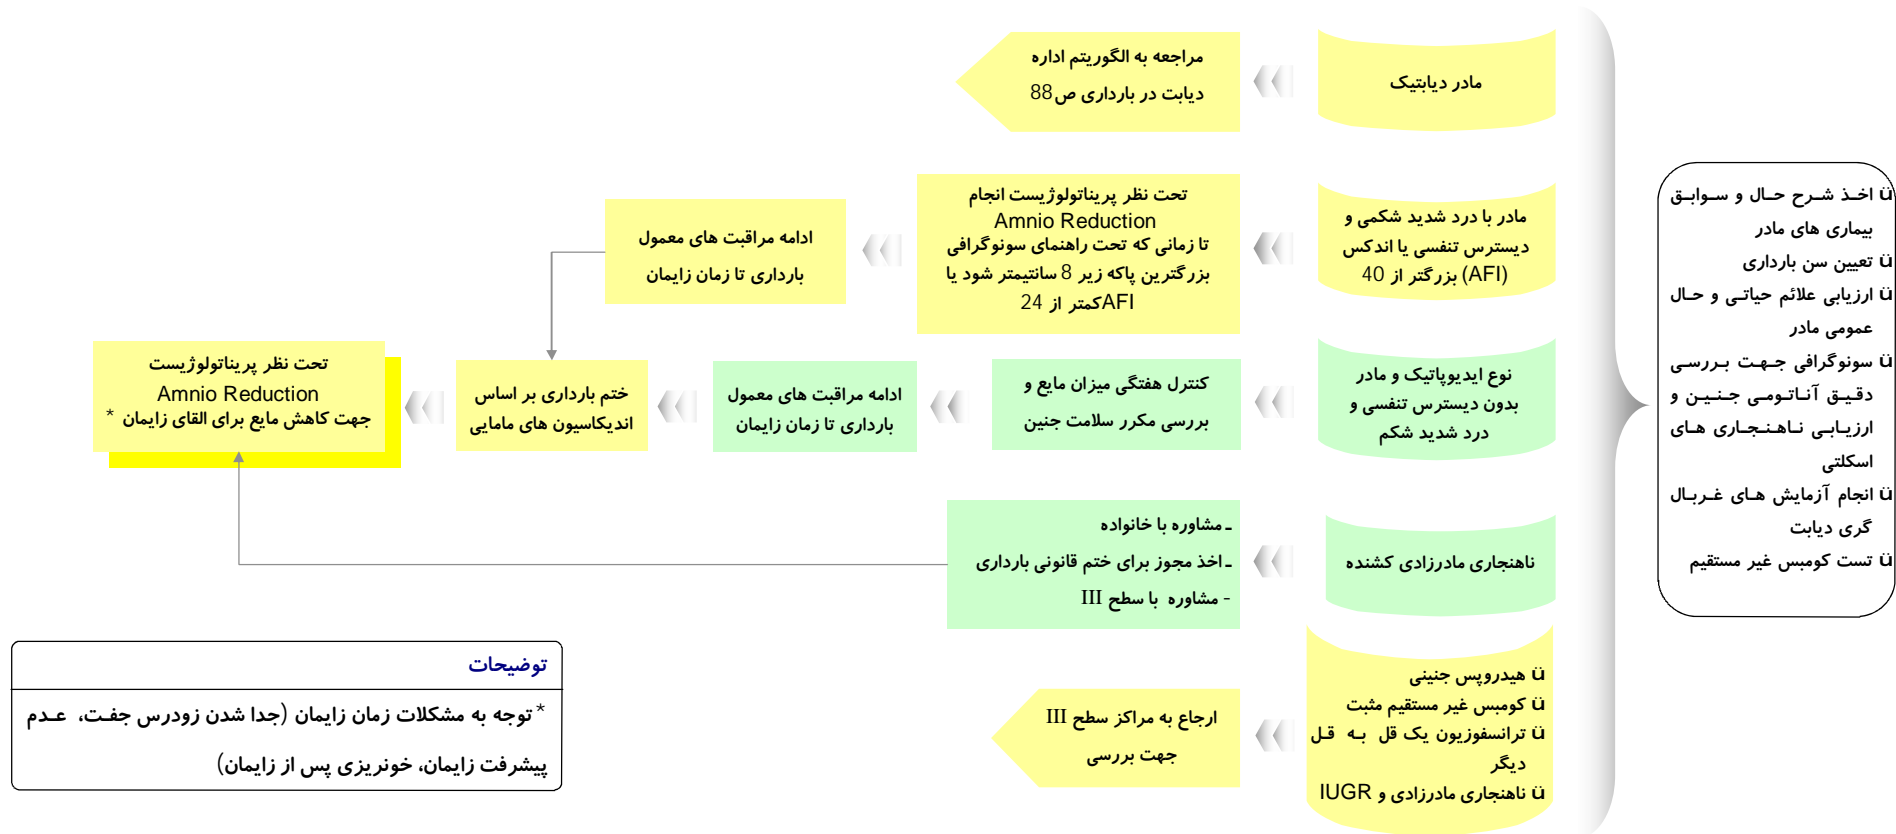 ü اخذ شرح حال و سوابق
بیماری های مادر
ü تعیین سن بارداری
ü ارزیابی علائم حیاتی و حال
عمومی مادر
ü سونوگرافی جهت بررسی
دقیق آناتومی جنین و
ارزیابی ناهنجاری های
اسکلتی
ü انجام آزمایش های غربال
گری دیابت
ü تست کومبس غیر مستقیم
مادر دیابتیک
مراجعه به الگوریتم اداره
دیابت در بارداری ص88
مادر با درد شدید شکمی و
دیسترس تنفسی یا اندکس
(AFI) بزرگتر از 40
تحت نظر پریناتولوژیست انجام
Amnio Reduction
تا زمانی که تحت راهنمای سونوگرافی
بزرگترین پاکه زیر 8 سانتیمتر شود یا
AFIکمتر از 24
ادامه مراقبت های معمول
بارداری تا زمان زایمان
نوع ایدیوپاتیک و مادر
بدون دیسترس تنفسی و
درد شدید شکم
کنترل هفتگی میزان مایع و
بررسی مکرر سلامت جنین
ادامه مراقبت های معمول
بارداری تا زمان زایمان
ختم بارداری بر اساس
اندیکاسیون های مامایی
تحت نظر پریناتولوژیست
Amnio Reduction
جهت کاهش مایع برای القای زایمان *
ناهنجاری مادرزادی کشنده
ـ مشاوره با خانواده
ـ اخذ مجوز برای ختم قانونی بارداری
- مشاوره با سطح III
ü هیدروپس جنینی
ü کومبس غیر مستقیم مثبت
ü ترانسفوزیون یک قل به قل
دیگر
ü ناهنجاری مادرزادی و IUGR
ارجاع به مراکز سطح III
جهت بررسی
توضیحات
* توجه به مشکلات زمان زایمان (جدا شدن زودرس جفت، عدم
پیشرفت زایمان، خونریزی پس از زایمان)